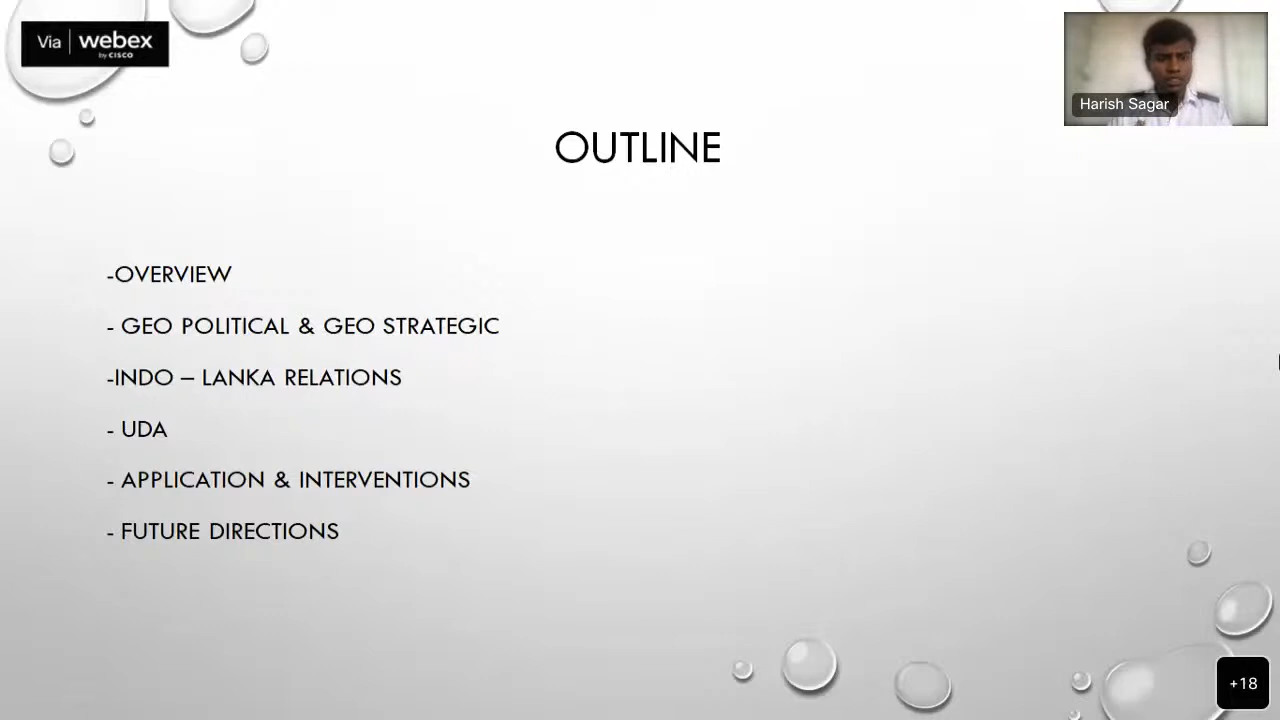 Via webex
by CISCO
Harish Sagar
OUTLINE
-OVERVIEW
- GEO POLITICAL & GEO STRATEGIC
-INDO – LANKA RELATIONS
- UDA
- APPLICATION & INTERVENTIONS
- FUTURE DIRECTIONS
+18